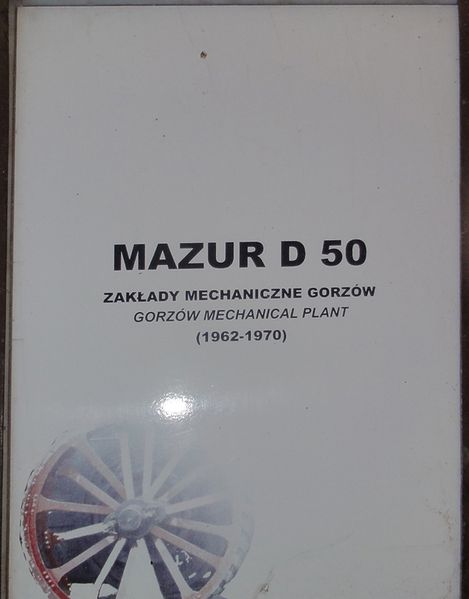 MAZUR D 50
ZAKŁADY MECHANICZNE GORZÓW
GORZÓW MECHANICAL PLANT
(1962-1970)